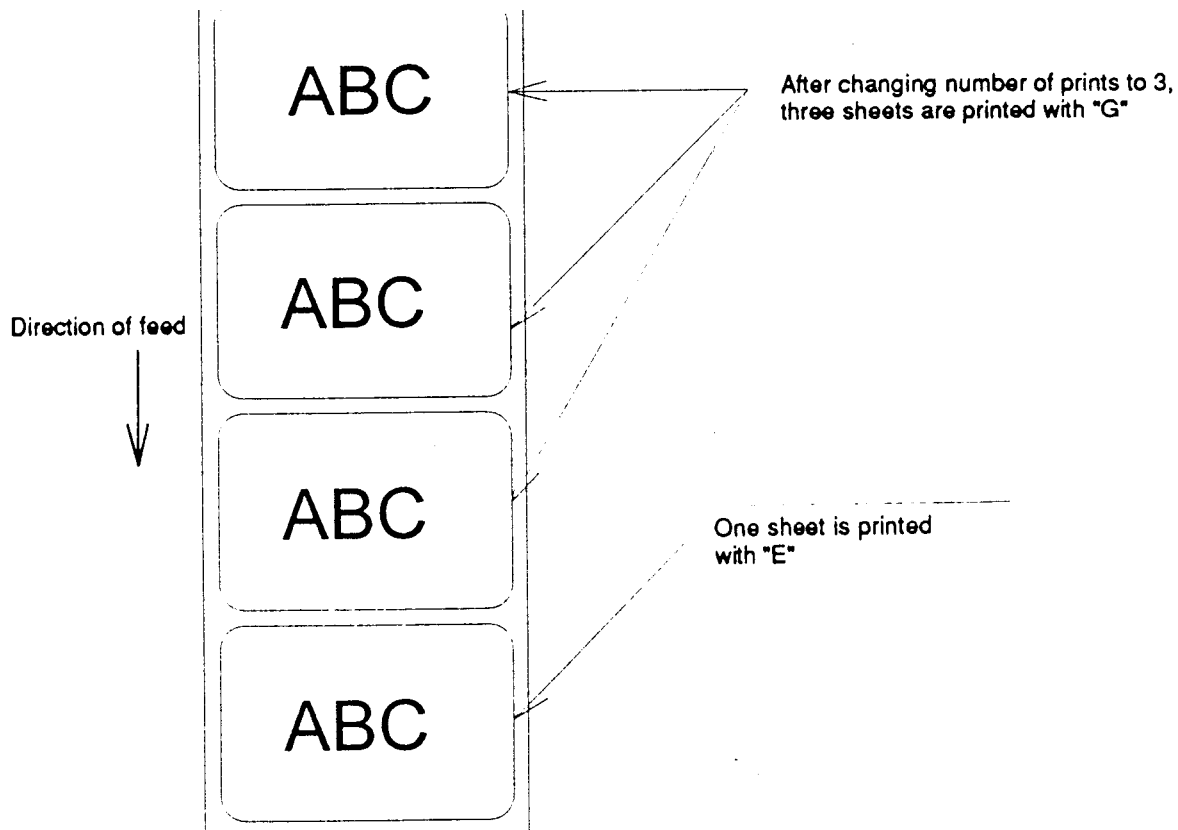 ABC
After changing number of prints to 3,
three sheets are printed with "G"
ABC
Direction of feed
ABC
One sheet is printed
with "E"
ABC